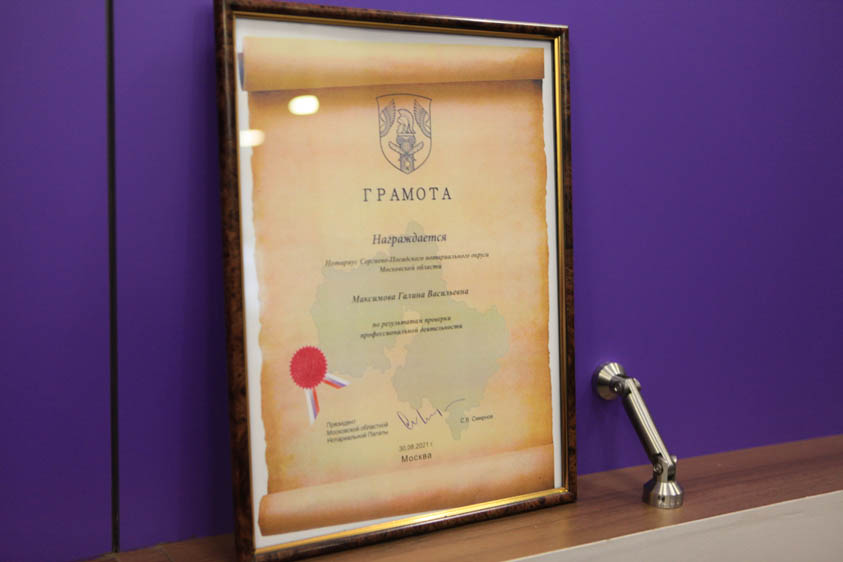 ГРАМОТА
Награждается
Нотариус Сергиево-Посадского нотариального округа
Московской области
Максимова Галина Васильевна
по результатам проверки
профессиональной деятельности
Президент
Московской областной
Нотариальной Палаты
С.В. Смирнов
30.08.2021 г.
Москва